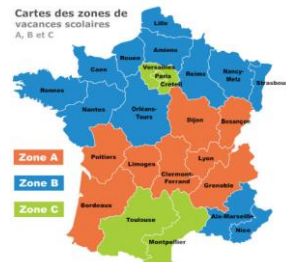 Cartes des zones de
vacances scolaires
A, B et C
Lille
Amiens
Rouen
Caen
Versailles
Paris
Créteil
Reims
Nancy-
Metz
Strasbourg
Rennes
Nantes
Orléans-
Tours
Dijon
Besançon
Zone A
Zone B
Zone C
Poitiers
Limoges
Clermont-
Ferrand
Lyon
Grenoble
Bordeaux
Toulouse
Montpellier
Aix-Marseille
Nice